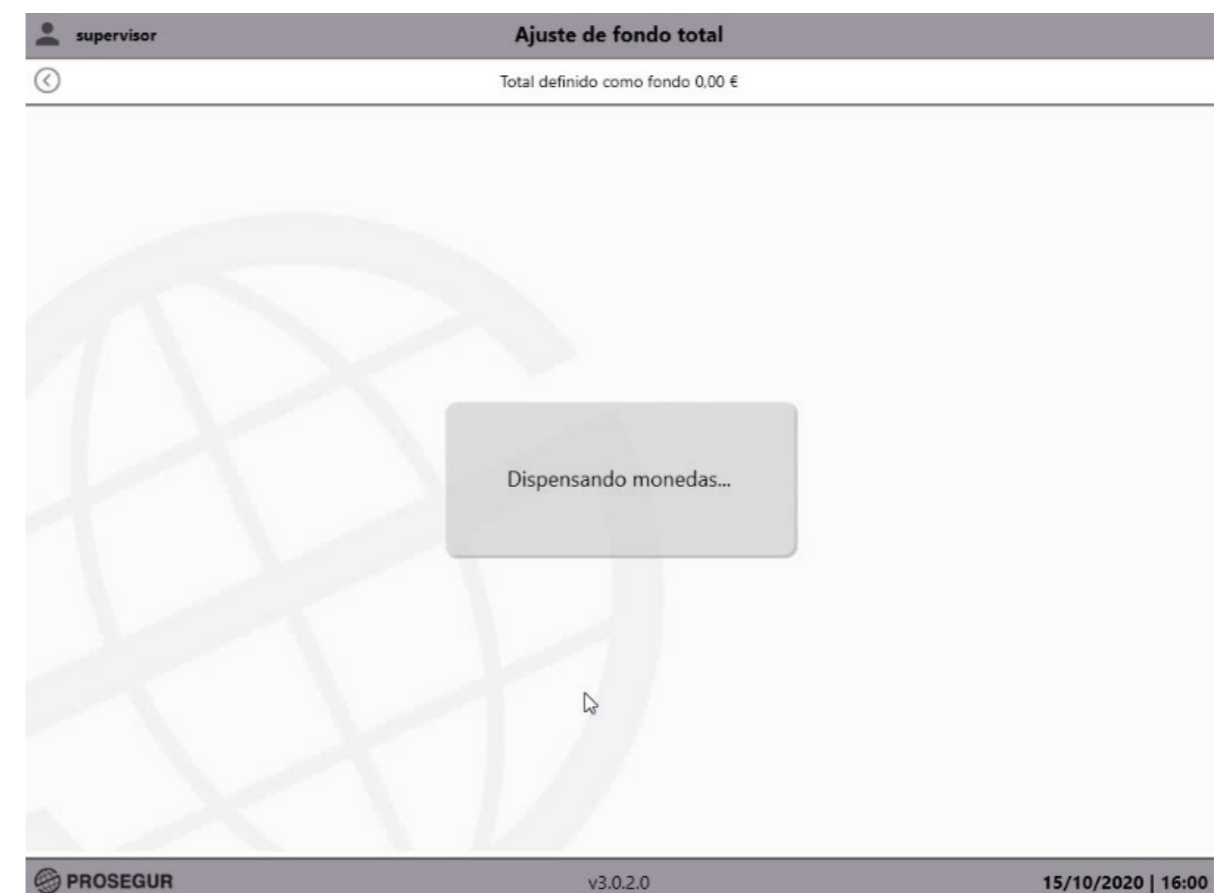 supervisor
Ajuste de fondo total
Total definido como fondo 0,00 €
Dispensando monedas...
PROSEGUR
v3.0.2.0
15/10/2020 | 16:00